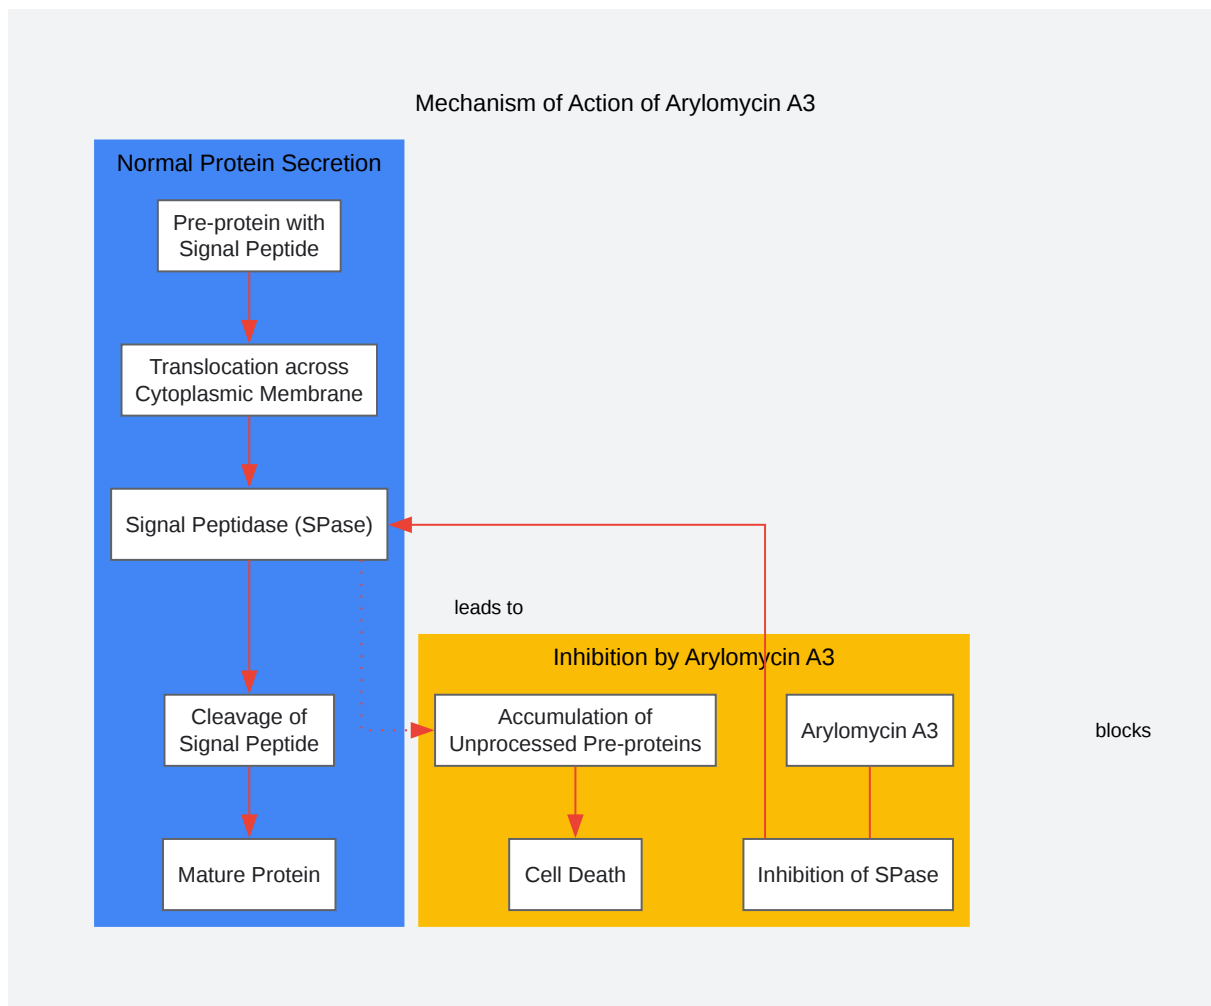 Mechanism of Action of Arylomycin A3
Normal Protein Secretion
Pre-protein with
Signal Peptide
Translocation across
Cytoplasmic Membrane
Signal Peptidase (SPase)
Cleavage of
Signal Peptide
Mature Protein
leads to
Inhibition by Arylomycin A3
Accumulation of
Unprocessed Pre-proteins
Arylomycin A3
Cell Death
Inhibition of SPase
blocks